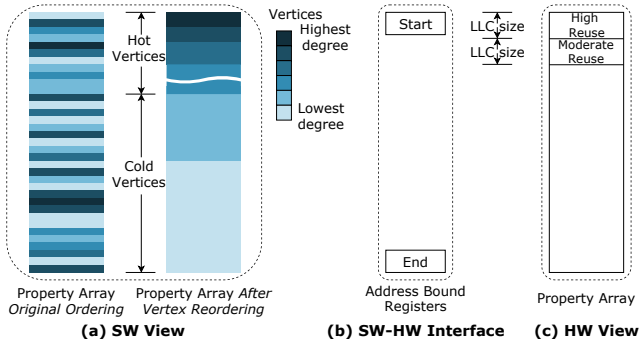 Hot
Vertices
Cold
Vertices
Vertices
Highest
degree
Lowest
degree
Property Array
Original Ordering
Property Array After
Vertex Reordering
(a) SW View
Start
End
Address Bound
Registers
(b) SW-HW Interface
LLC size
LLC size
High
Reuse
Moderate
Reuse
Property Array
(c) HW View